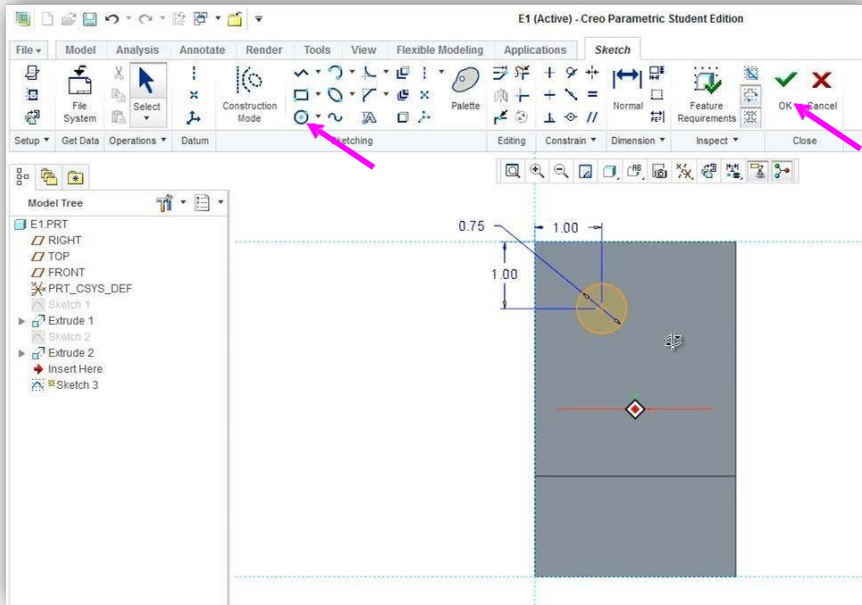 E1 (Active) - Creo Parametric Student Edition
File Model Analysis Annotate Render Tools View Flexible Modeling Applications Sketch
File System
Select
Construction Mode
Palette
Normal
Feature Requirements
OK
Cancel
Setup Get Data Operations Datum Sketching Editing Constrain Dimension Inspect Close
Model Tree
E1.PRT
RIGHT
TOP
FRONT
PRT_CSYS_DEF
Sketch 1
Extrude 1
Sketch 2
Extrude 2
Insert Here
Sketch 3
0.75
1.00
1.00